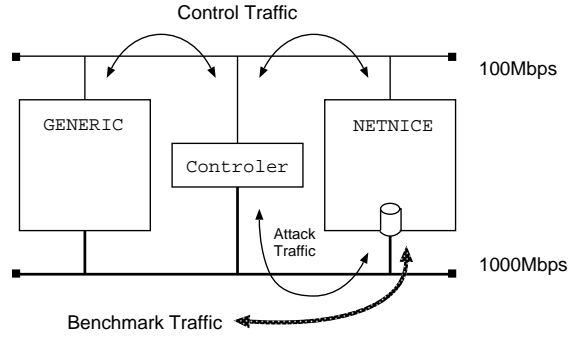 Control Traffic
100Mbps
GENERIC
NETNICE
Controler
Attack
Traffic
1000Mbps
Benchmark Traffic